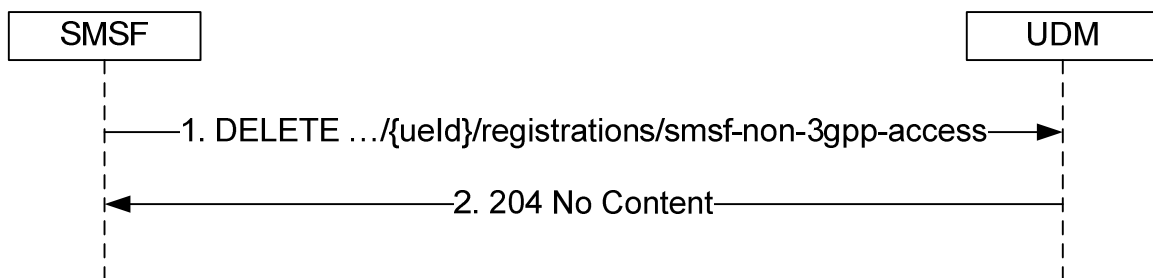 SMSF
UDM
1. DELETE …/{ueId}/registrations/smsf-non-3gpp-access
2. 204 No Content